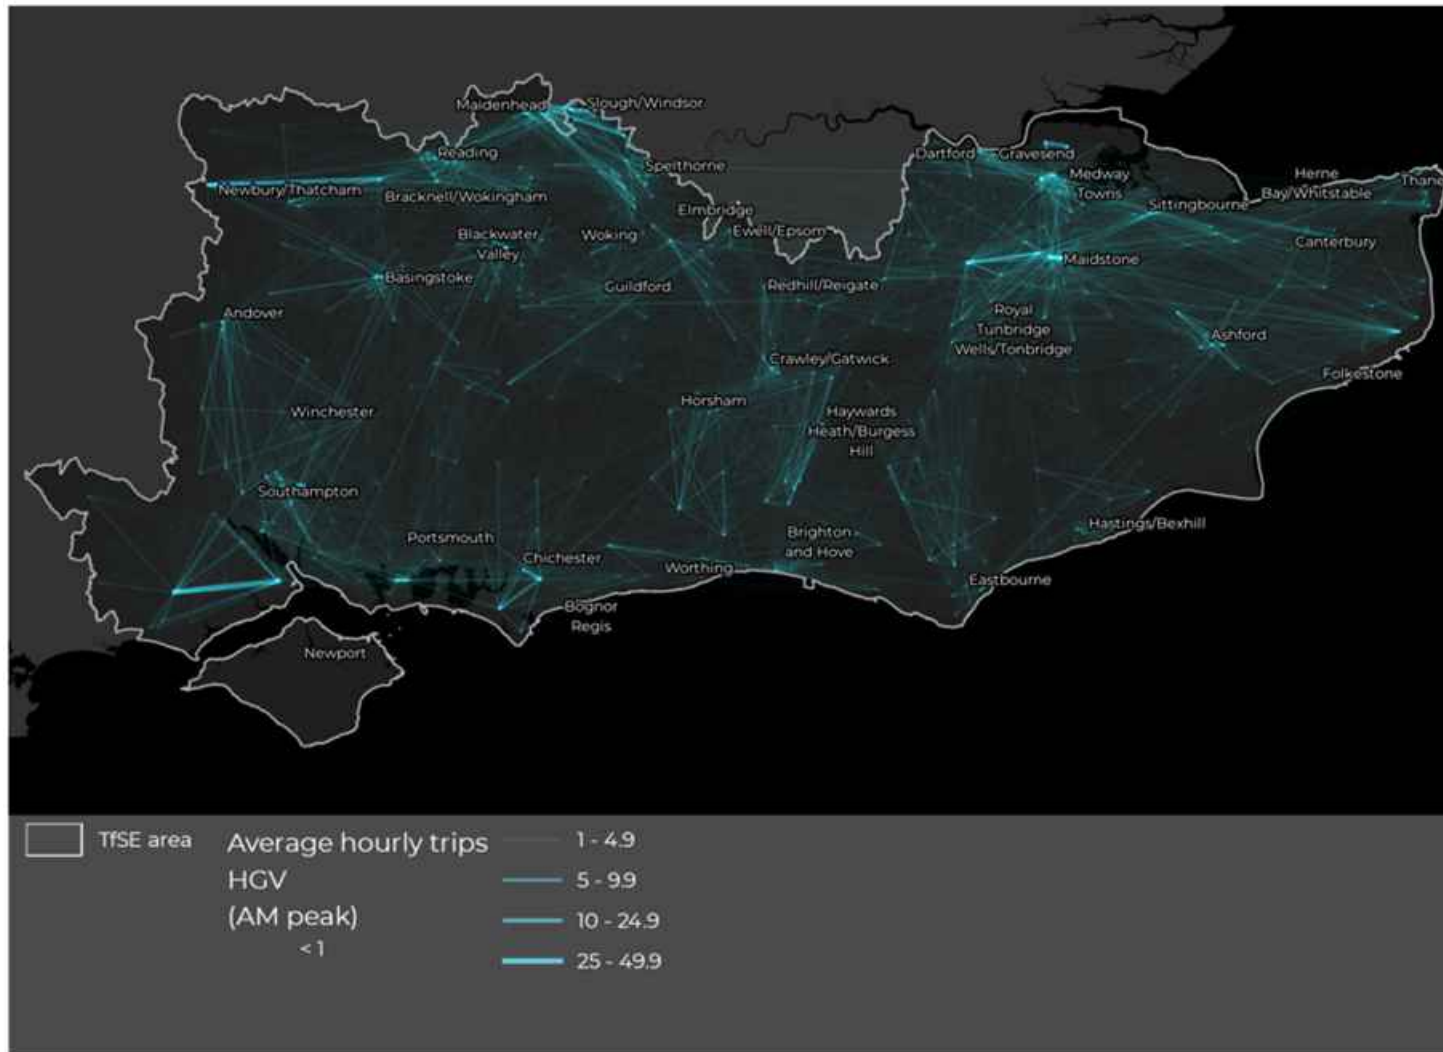 Maidenhead
Slough/Windsor
Reading
Spelthorne
Dartford
Gravesend
Medway
Towns
Herne
Bay/Whitstable
Thane
Newbury/Thatcham
Bracknell/Wokingham
Elmbridge
Sittingbourne
Blackwater
Valley
Woking
Ewell/Epsom
Canterbury
Basingstoke
Guildford
Redhill/Reigate
Maidstone
Andover
Royal
Tunbridge
Wells/Tonbridge
Ashford
Crawley/Gatwick
Folkestone
Winchester
Horsham
Haywards
Heath/Burgess
Hill
Southampton
Portsmouth
Chichester
Brighton
and Hove
Hastings/Bexhill
Worthing
Eastbourne
Bognor
Regis
Newport
TfSE area
Average hourly trips
HGV
(AM peak)
< 1
1 - 4.9
5 - 9.9
10 - 24.9
25 - 49.9